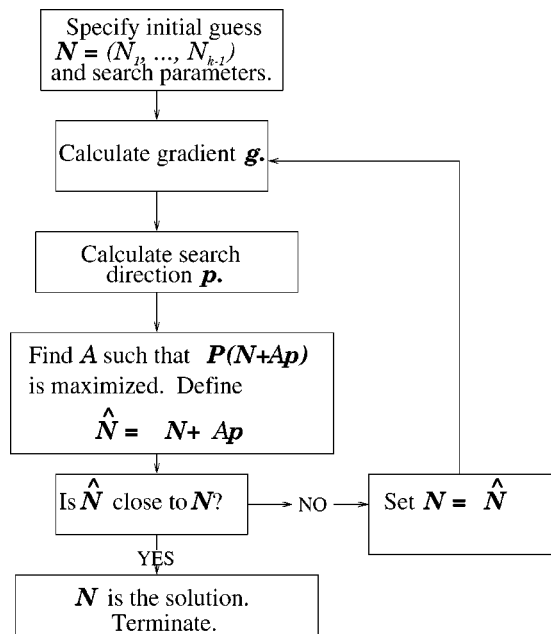 Specify initial guess
N = (N₁, ..., Nₖ₋₁)
and search parameters.
Calculate gradient g.
Calculate search
direction p.
Find A such that P(N+Ap)
is maximized. Define
N̂ = N+ Ap
Is N̂ close to N?
NO
Set N = N̂
YES
N is the solution.
Terminate.